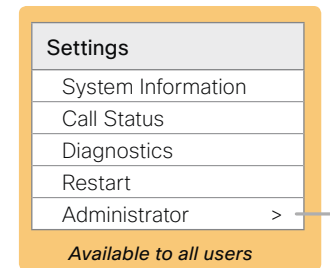 Settings
System Information
Call Status
Diagnostics
Restart
Administrator >
Available to all users